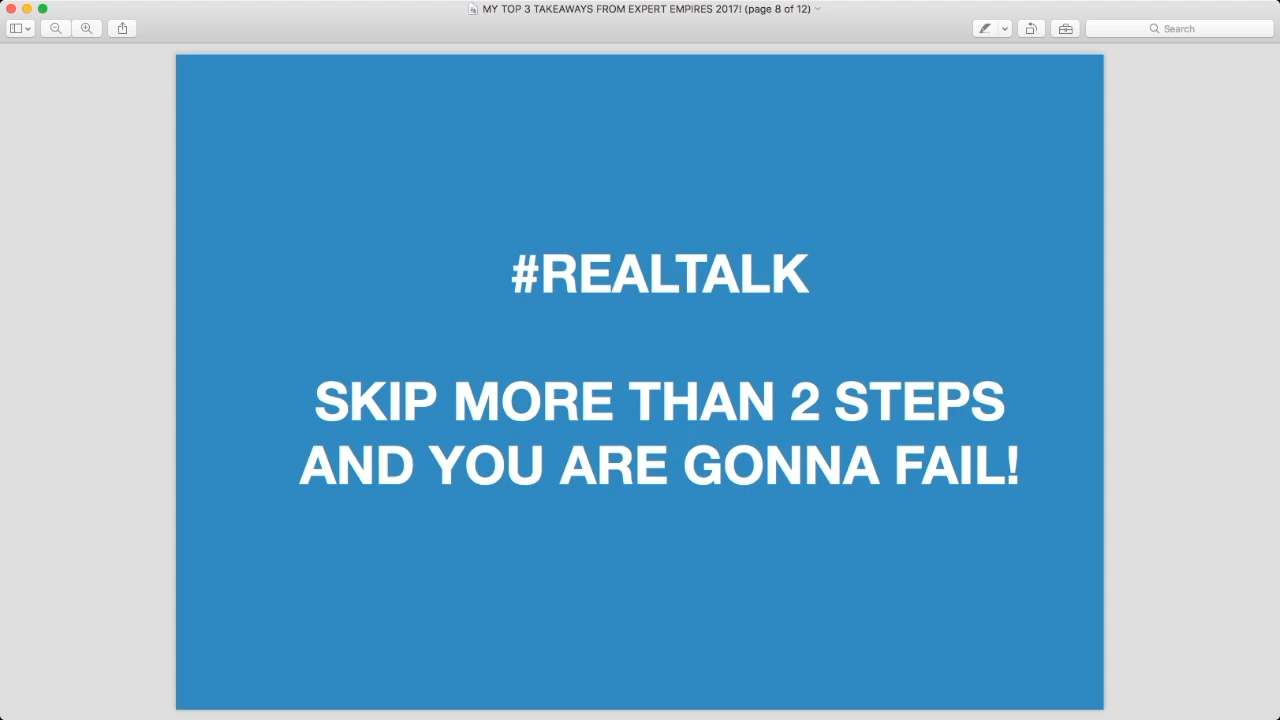 MY TOP 3 TAKEAWAYS FROM EXPERT EMPIRES 2017! (page 8 of 12)
Search
#REALTALK
SKIP MORE THAN 2 STEPS
AND YOU ARE GONNA FAIL!